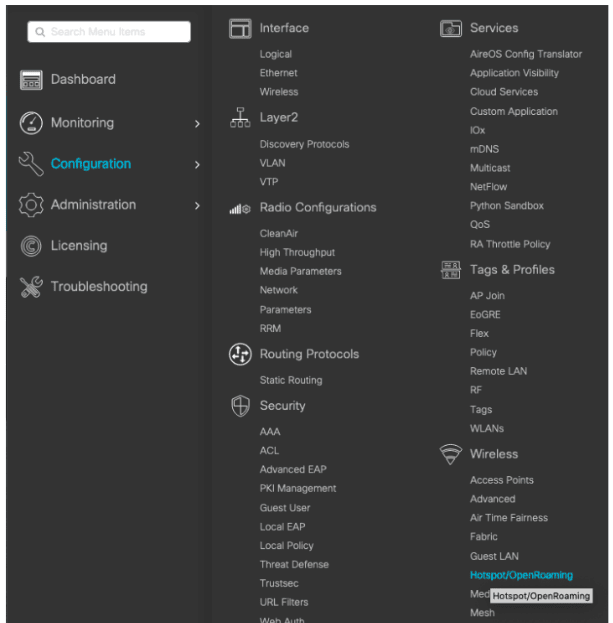 Search Menu Items
Dashboard
Monitoring
Configuration
Administration
Licensing
Troubleshooting
Interface
Logical
Ethernet
Wireless
Layer2
Discovery Protocols
VLAN
VTP
Radio Configurations
CleanAir
High Throughput
Media Parameters
Network
Parameters
RRM
Routing Protocols
Static Routing
Security
AAA
ACL
Advanced EAP
PKI Management
Guest User
Local EAP
Local Policy
Threat Defense
Trustsec
URL Filters
Web Auth
Services
AireOS Config Translator
Application Visibility
Cloud Services
Custom Application
IOx
mDNS
Multicast
NetFlow
Python Sandbox
QoS
RA Throttle Policy
Tags & Profiles
AP Join
EoGRE
Flex
Policy
Remote LAN
RF
Tags
WLANs
Wireless
Access Points
Advanced
Air Time Fairness
Fabric
Guest LAN
Hotspot/OpenRoaming
Med Hotspot/OpenRoaming
Mesh